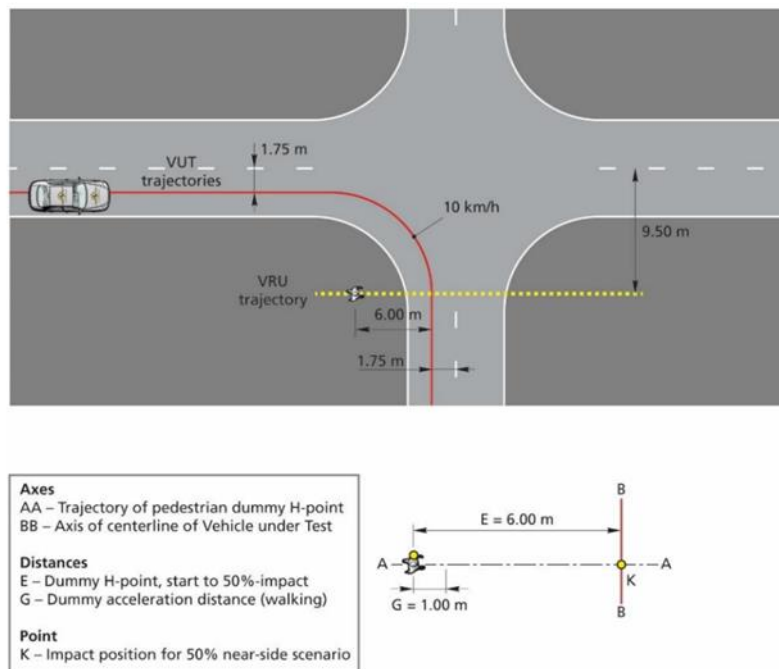 1.75 m
VUT
trajectories
10 km/h
9.50 m
VRU
trajectory
6.00 m
1.75 m
Axes
AA – Trajectory of pedestrian dummy H-point
BB – Axis of centerline of Vehicle under Test
Distances
E – Dummy H-point, start to 50%-impact
G – Dummy acceleration distance (walking)
Point
K – Impact position for 50% near-side scenario
B
E = 6.00 m
A
A
K
G = 1.00 m
B